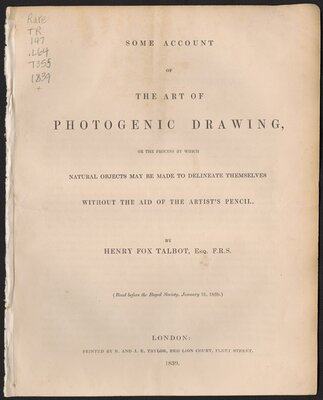 Rare
TR
147
.L64
T355
1839
+
SOME ACCOUNT
OF
THE ART OF
PHOTOGENIC DRAWING,
OR THE PROCESS BY WHICH
NATURAL OBJECTS MAY BE MADE TO DELINEATE THEMSELVES
WITHOUT THE AID OF THE ARTIST'S PENCIL.
BY
HENRY FOX TALBOT, Esq. F.R.S.
(Read before the Royal Society, January 31, 1839.)
LONDON:
PRINTED BY R. AND J. E. TAYLOR, RED LION COURT, FLEET STREET.
1839.